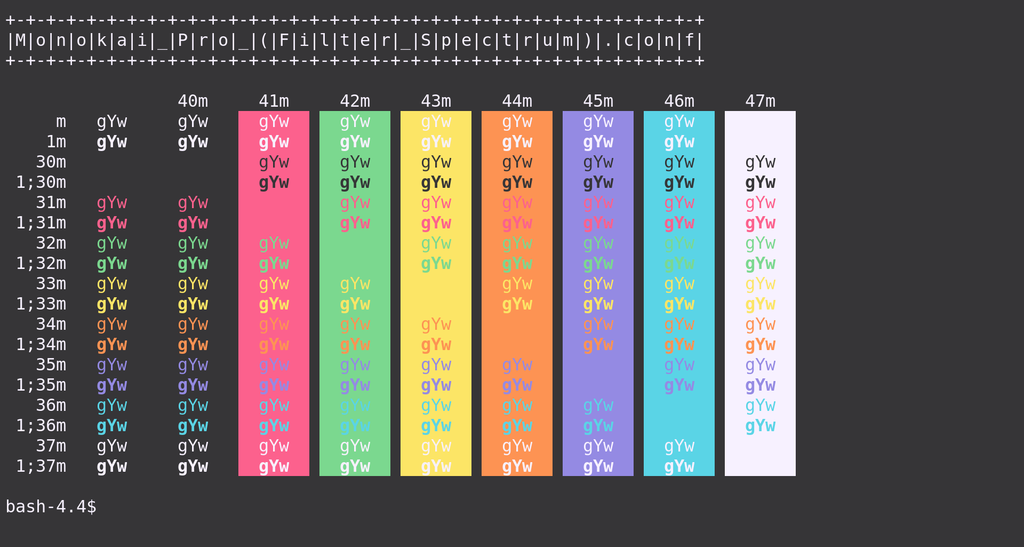 +-+-+-+-+-+-+-+-+-+-+-+-+-+-+-+-+-+-+-+-+-+-+-+-+-+-+-+-+-+-+-+-+-+-+
|M|o|n|o|k|a|i|_|P|r|o|_|(|F|i|l|t|e|r|_|S|p|e|c|t|r|u|m|)|.|c|o|n|f|
+-+-+-+-+-+-+-+-+-+-+-+-+-+-+-+-+-+-+-+-+-+-+-+-+-+-+-+-+-+-+-+-+-+-+
40m 41m 42m 43m 44m 45m 46m 47m
m gYw gYw gYw gYw gYw gYw gYw gYw
1m gYw gYw gYw gYw gYw gYw gYw gYw
30m gYw gYw gYw gYw gYw gYw gYw
1;30m gYw gYw gYw gYw gYw gYw gYw
31m gYw gYw gYw gYw gYw gYw gYw gYw
1;31m gYw gYw gYw gYw gYw gYw gYw gYw
32m gYw gYw gYw gYw gYw gYw gYw gYw
1;32m gYw gYw gYw gYw gYw gYw gYw gYw
33m gYw gYw gYw gYw gYw gYw gYw gYw
1;33m gYw gYw gYw gYw gYw gYw gYw gYw
34m gYw gYw gYw gYw gYw gYw gYw gYw
1;34m gYw gYw gYw gYw gYw gYw gYw gYw
35m gYw gYw gYw gYw gYw gYw gYw gYw
1;35m gYw gYw gYw gYw gYw gYw gYw gYw
36m gYw gYw gYw gYw gYw gYw gYw gYw
1;36m gYw gYw gYw gYw gYw gYw gYw gYw
37m gYw gYw gYw gYw gYw gYw gYw gYw
1;37m gYw gYw gYw gYw gYw gYw gYw gYw
bash-4.4$